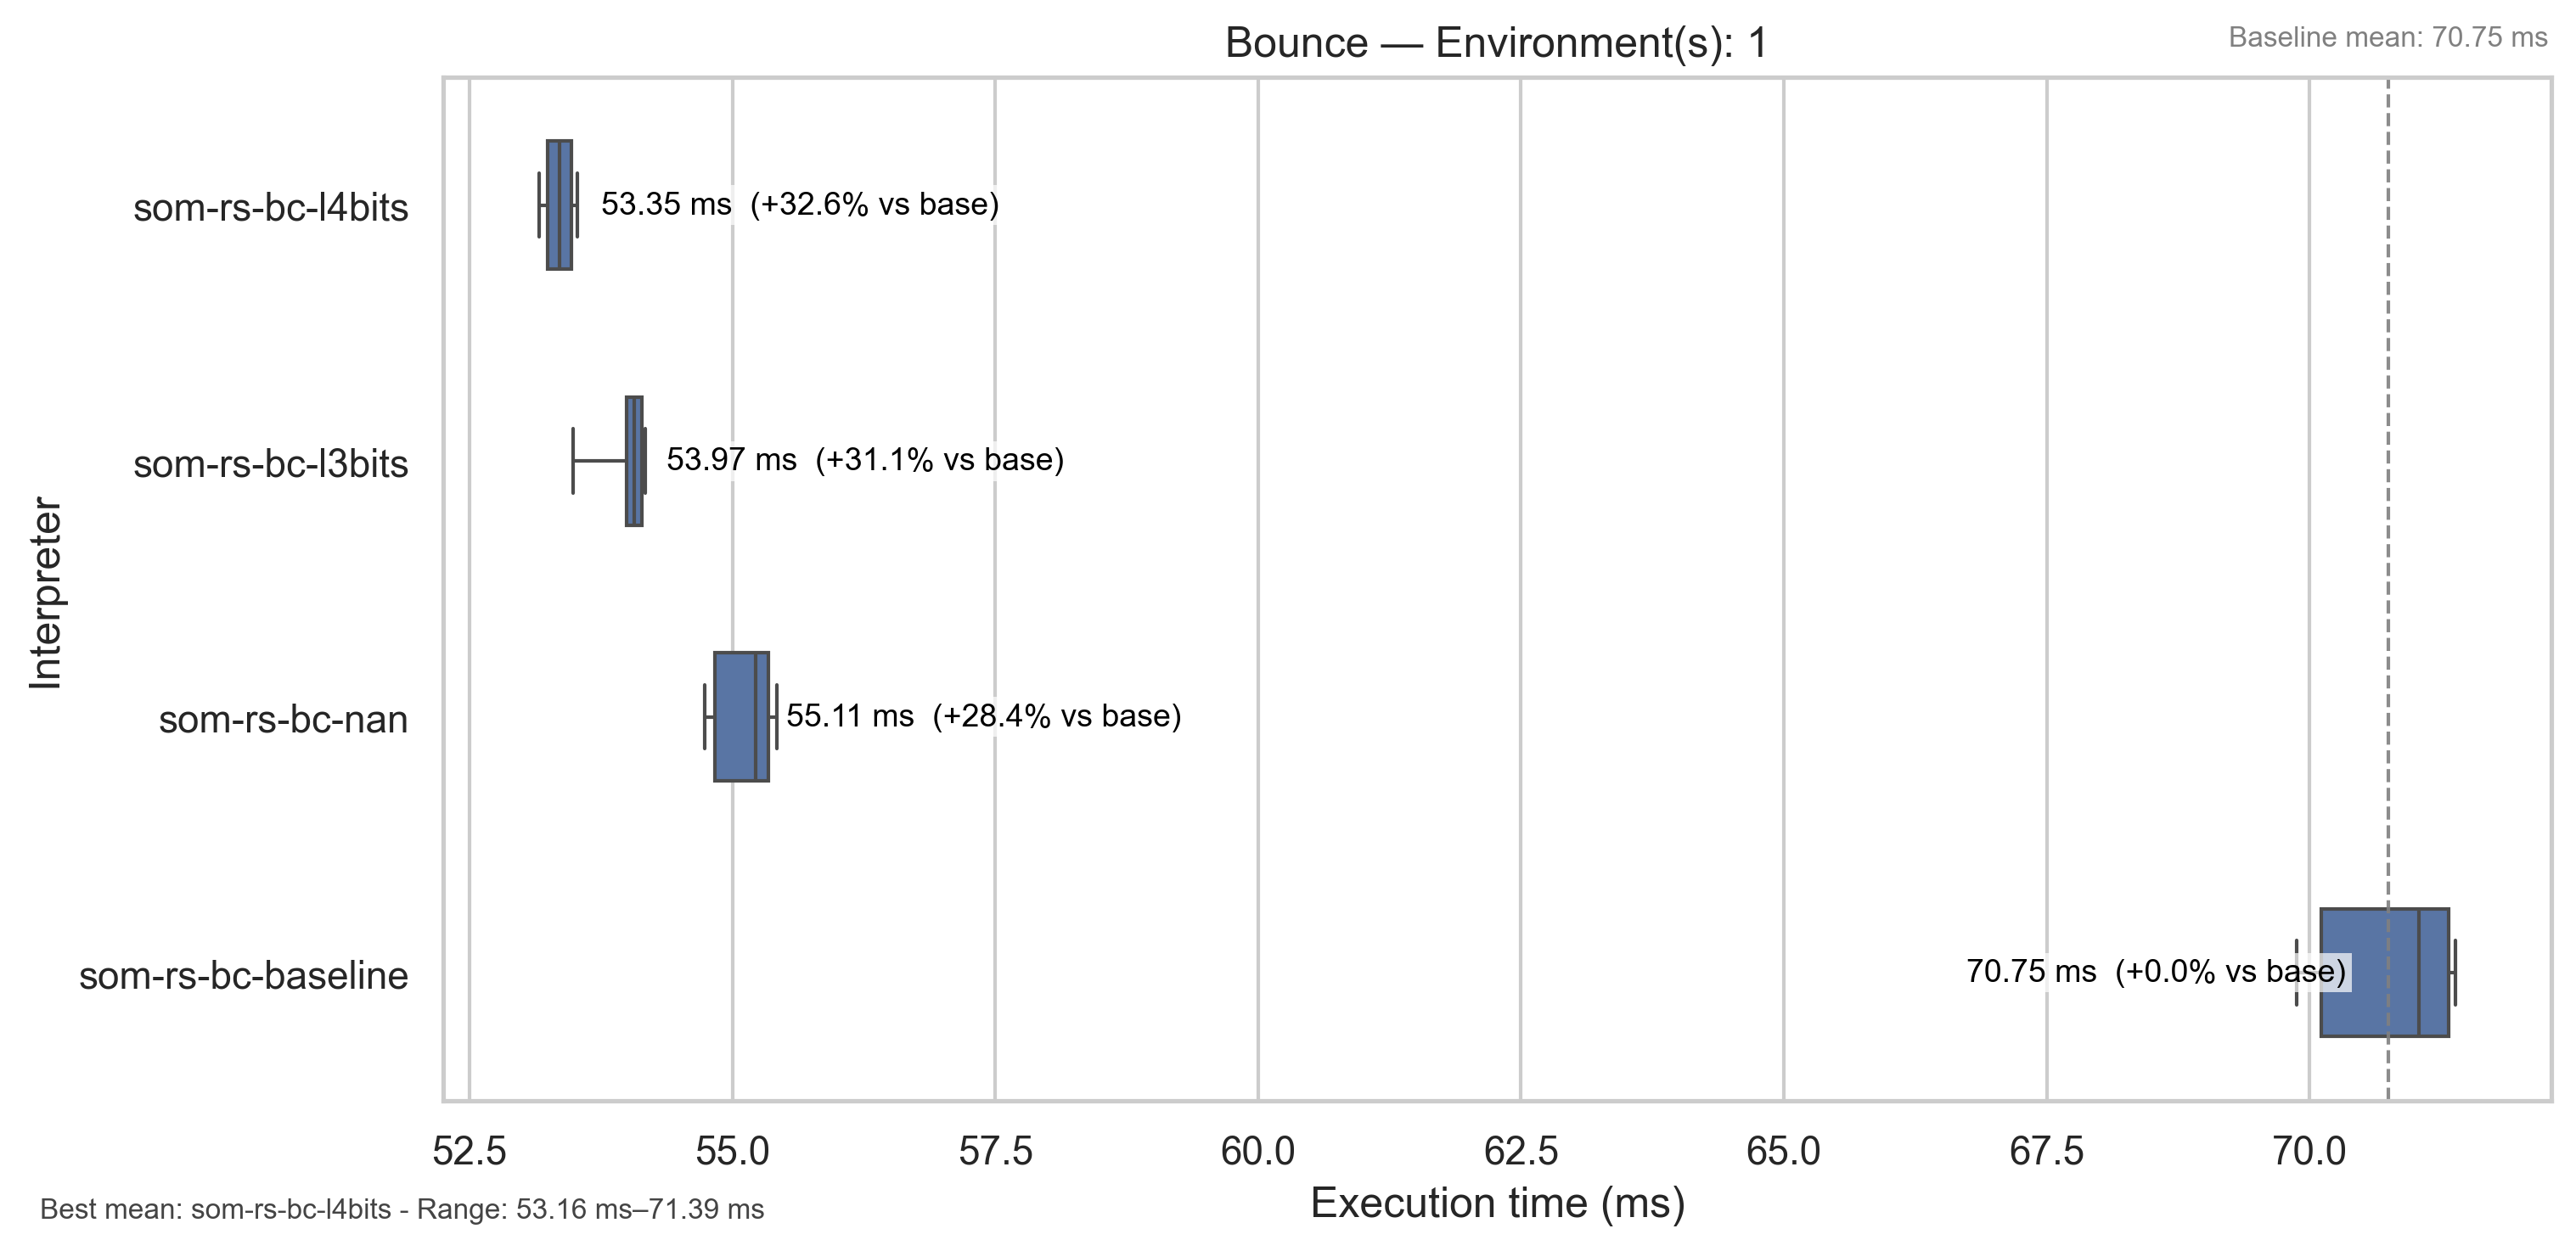 Bounce — Environment(s): 1
Baseline mean: 70.75 ms
Interpreter
som-rs-bc-l4bits
53.35 ms (+32.6% vs base)
som-rs-bc-l3bits
53.97 ms (+31.1% vs base)
som-rs-bc-nan
55.11 ms (+28.4% vs base)
som-rs-bc-baseline
70.75 ms (+0.0% vs base)
52.5 55.0 57.5 60.0 62.5 65.0 67.5 70.0
Execution time (ms)
Best mean: som-rs-bc-l4bits - Range: 53.16 ms–71.39 ms